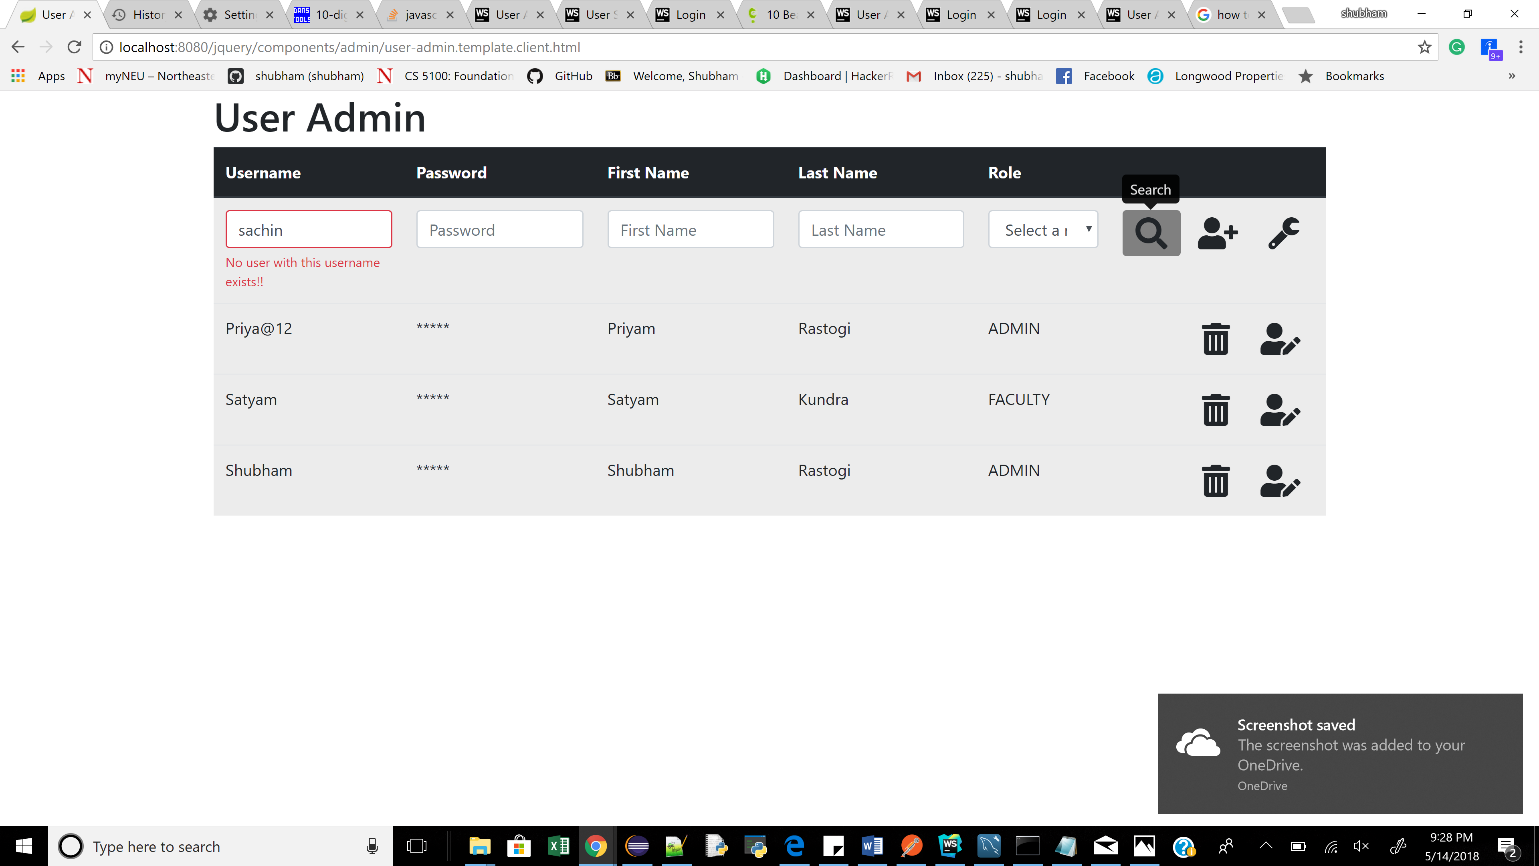 User A
Histor
Settin
10-dig
javasc
User A
User S
Login
10 Be
User A
Login
Login
User A
how t
shubham
localhost:8080/jquery/components/admin/user-admin.template.client.html
9+
Apps
myNEU – Northeaste
shubham (shubham)
CS 5100: Foundation
GitHub
Bb
Welcome, Shubham
Dashboard | HackerR
Inbox (225) - shubha
Facebook
Longwood Propertie
Bookmarks
»
User Admin
Username Password First Name Last Name Role
Search
sachin Password First Name Last Name Select a r
No user with this username
exists!!
Priya@12 ***** Priyam Rastogi ADMIN
Satyam ***** Satyam Kundra FACULTY
Shubham ***** Shubham Rastogi ADMIN
Screenshot saved
The screenshot was added to your
OneDrive.
OneDrive
Type here to search
9:28 PM
5/14/2018
2